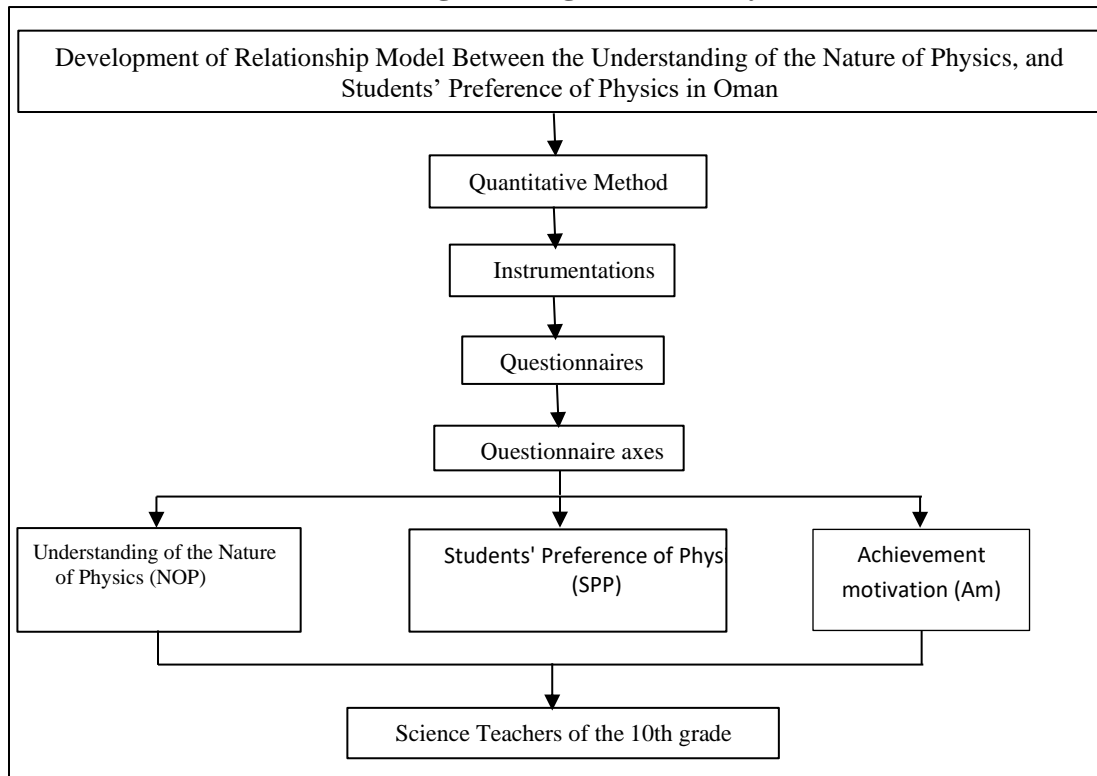 Development of Relationship Model Between the Understanding of the Nature of Physics, and
Students’ Preference of Physics in Oman
Quantitative Method
Instrumentations
Questionnaires
Ouestionnaire axes
Understanding of the Nature
of Physics (NOP)
Students' Preference of Physi
(SPP)
Achievement
motivation (Am)
Science Teachers of the 10th grade